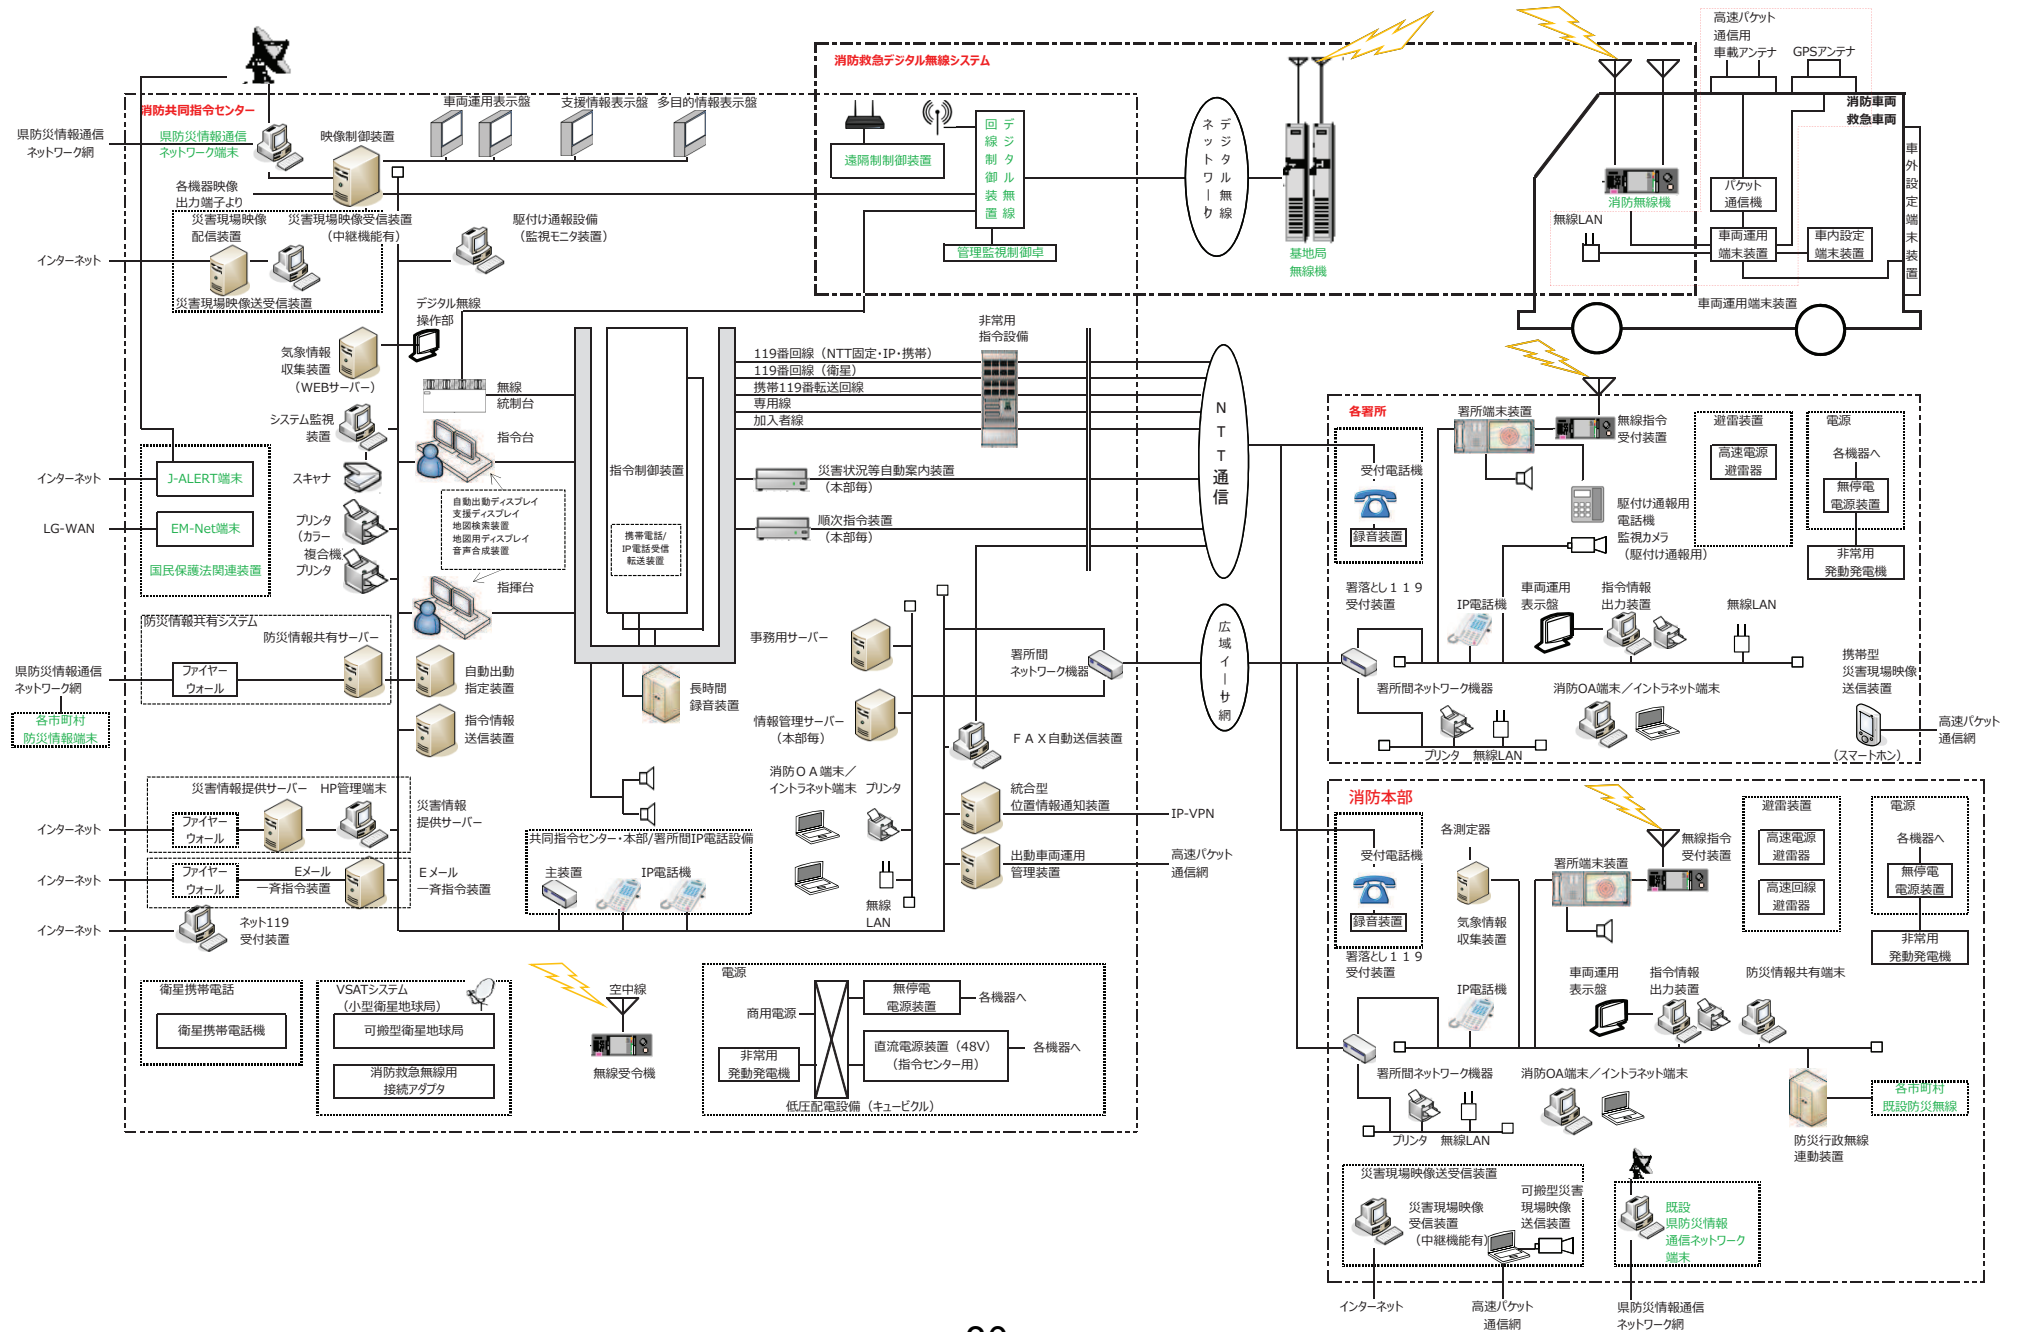 消防共同指令センター
県防災情報通信
ネットワーク網
県防災情報通信
ネットワーク端末
映像制御装置
車両運用表示盤
支援情報表示盤
多目的情報表示盤
各機器映像
出力端子より
災害現場映像
配信装置
災害現場映像受信装置
（中継機能有）
災害現場映像送受信装置
インターネット
駆付け通報設備
（監視モニタ装置）
デジタル無線
操作部
気象情報
収集装置
（WEBサーバー）
無線
統制台
システム監視
装置
指令台
スキャナ
プリンタ
（カラー
複合機
プリンタ
自動出動ディスプレイ
支援ディスプレイ
地図検索装置
地図用ディスプレイ
音声合成装置
指揮台
インターネット
J-ALERT端末
LG-WAN
EM-Net端末
国民保護法関連装置
防災情報共有システム
防災情報共有サーバー
ファイヤー
ウォール
県防災情報通信
ネットワーク網
各市町村
防災情報端末
自動出動
指定装置
指令情報
送信装置
災害情報提供サーバー
HP管理端末
ファイヤー
ウォール
インターネット
災害情報
提供サーバー
インターネット
ファイヤー
ウォール
Eメール
一斉指令装置
Eメール
一斉指令装置
インターネット
ネット119
受付装置
衛星携帯電話
衛星携帯電話機
VSATシステム
（小型衛星地球局）
可搬型衛星地球局
消防救急無線用
接続アダプタ
空中線
無線受令機
電源
商用電源
非常用
発動発電機
無停電
電源装置
各機器へ
直流電源装置（48V）
（指令センター用）
各機器へ
低圧配電設備（キュービクル）
指令制御装置
携帯電話/
IP電話受信
転送装置
長時間
録音装置
共同指令センター・本部/署所間IP電話設備
主装置
IP電話機
119番回線（NTT固定・IP・携帯）
119番回線（衛星）
携帯119番転送回線
専用線
加入者線
非常用
指令設備
災害状況等自動案内装置
（本部毎）
順次指令装置
（本部毎）
事務用サーバー
情報管理サーバー
（本部毎）
署所間
ネットワーク機器
FAX自動送信装置
消防OA端末／
イントラネット端末
プリンタ
無線
LAN
統合型
位置情報通知装置
IP-VPN
出動車両運用
管理装置
高速パケット
通信網
消防救急デジタル無線システム
遠隔制制御装置
デジタル無線
回線制御装置
管理監視制御卓
デジタル無線
ネットワーク
基地局
無線機
NTT通信
広域イーサ網
高速パケット
通信用
車載アンテナ
GPSアンテナ
消防車両
救急車両
車外設定端末装置
消防無線機
パケット
通信機
無線LAN
車両運用
端末装置
車内設定
端末装置
車両運用端末装置
各署所
受付電話機
録音装置
署落とし１１９
受付装置
署所端末装置
無線指令
受付装置
避雷装置
高速電源
避雷器
電源
各機器へ
無停電
電源装置
非常用
発動発電機
駆付け通報用
電話機
監視カメラ
（駆付け通報用）
IP電話機
車両運用
表示盤
指令情報
出力装置
無線LAN
署所間ネットワーク機器
消防OA端末／イントラネット端末
プリンタ
無線LAN
携帯型
災害現場映像
送信装置
（スマートホン）
高速パケット
通信網
消防本部
受付電話機
録音装置
署落とし１１９
受付装置
各測定器
気象情報
収集装置
署所端末装置
無線指令
受付装置
避雷装置
高速電源
避雷器
高速回線
避雷器
電源
各機器へ
無停電
電源装置
非常用
発動発電機
IP電話機
車両運用
表示盤
指令情報
出力装置
防災情報共有端末
署所間ネットワーク機器
消防OA端末／イントラネット端末
プリンタ
無線LAN
防災行政無線
連動装置
各市町村
既設防災無線
災害現場映像送受信装置
災害現場映像
受信装置
（中継機能有）
可搬型災害
現場映像
送信装置
既設
県防災情報
通信ネットワーク
端末
インターネット
高速パケット
通信網
県防災情報通信
ネットワーク網